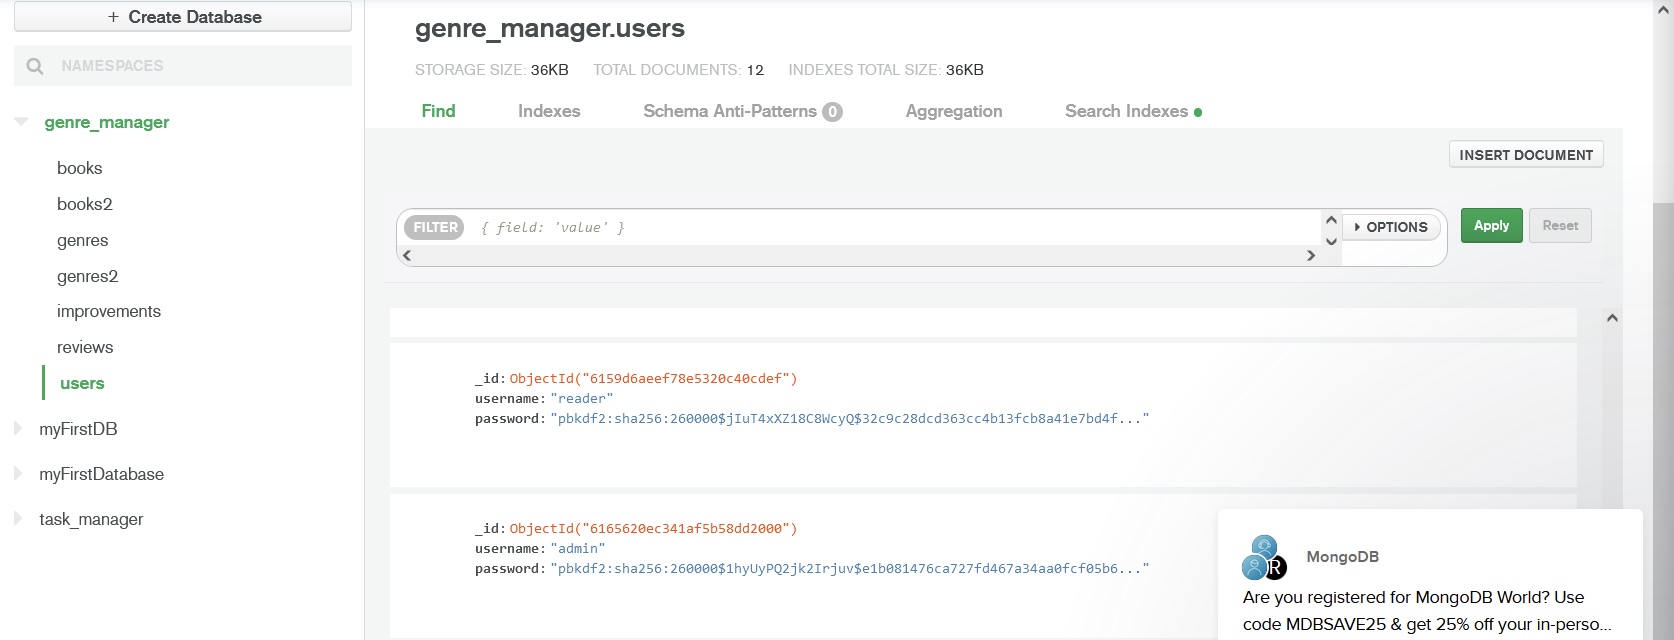 + Create Database
NAMESPACES
genre_manager
books
books2
genres
genres2
improvements
reviews
users
myFirstDB
myFirstDatabase
task_manager
genre_manager.users
STORAGE SIZE: 36KB TOTAL DOCUMENTS: 12 INDEXES TOTAL SIZE: 36KB
Find Indexes Schema Anti-Patterns 0 Aggregation Search Indexes
INSERT DOCUMENT
FILTER { field: 'value' } OPTIONS Apply Reset
_id: ObjectId("6159d6aeef78e5320c40cdef")
username: "reader"
password: "pbkdf2:sha256:260000$jIuT4xXZ18C8WcyQ$32c9c28dcd363cc4b13fcb8a41e7bd4f..."
_id: ObjectId("6165620ec341af5b58dd2000")
username: "admin"
password: "pbkdf2:sha256:260000$1hyUyPQ2jk2Irjuv$e1b081476ca727fd467a34aa0fcf05b6..."
R
MongoDB
Are you registered for MongoDB World? Use
code MDBSAVE25 & get 25% off your in-perso...